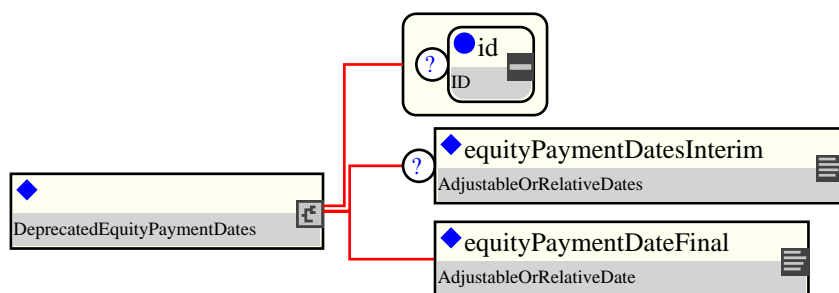 id
?
ID
equityPaymentDatesInterim
?
AdjustableOrRelativeDates
DeprecatedEquityPaymentDates
equityPaymentDateFinal
AdjustableOrRelativeDate